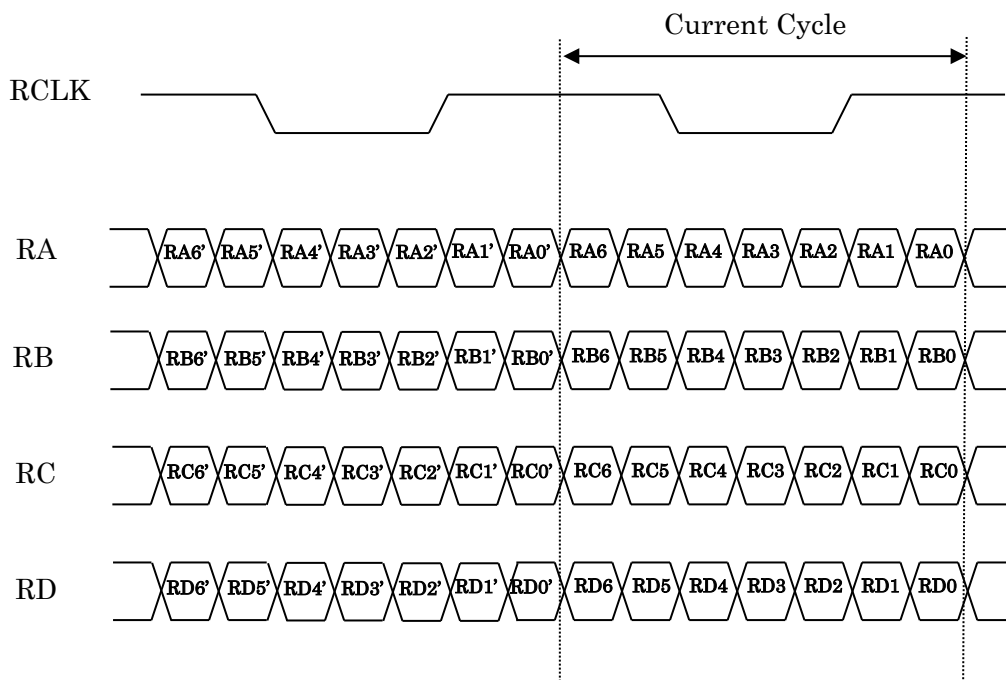 Current Cycle
RCLK
RA RA6' RA5' RA4' RA3' RA2' RA1' RA0' RA6 RA5 RA4 RA3 RA2 RA1 RA0
RB RB6' RB5' RB4' RB3' RB2' RB1' RB0' RB6 RB5 RB4 RB3 RB2 RB1 RB0
RC RC6' RC5' RC4' RC3' RC2' RC1' RC0' RC6 RC5 RC4 RC3 RC2 RC1 RC0
RD RD6' RD5' RD4' RD3' RD2' RD1' RD0' RD6 RD5 RD4 RD3 RD2 RD1 RD0